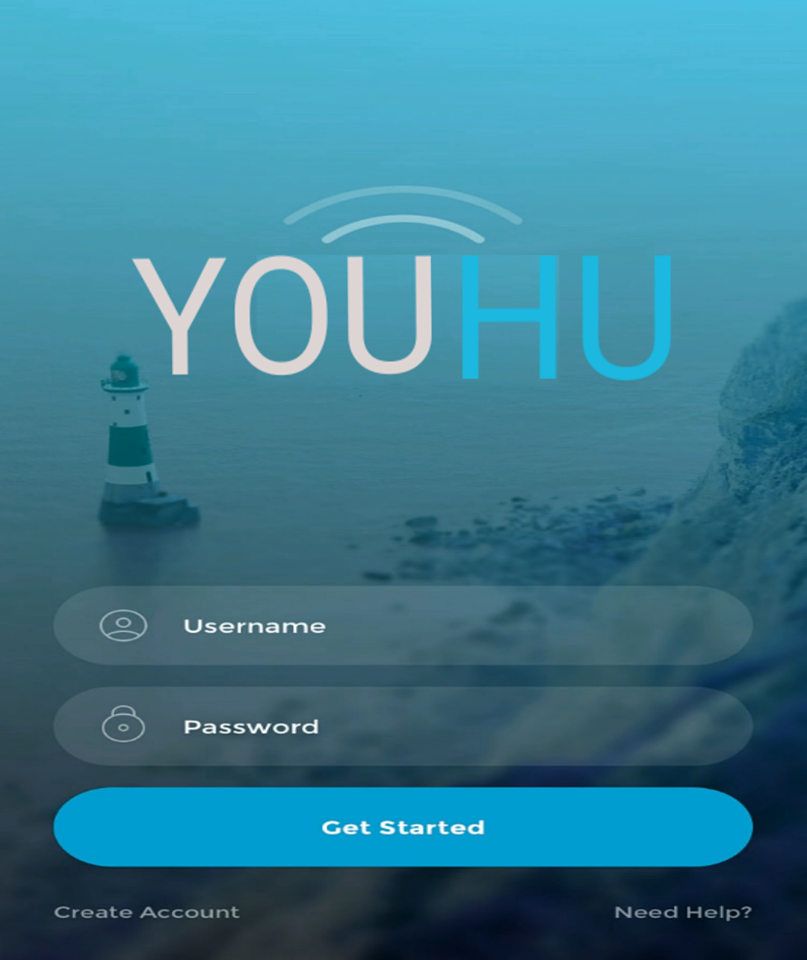 YOUHU
Username
Password
Get Started
Create Account Need Help?